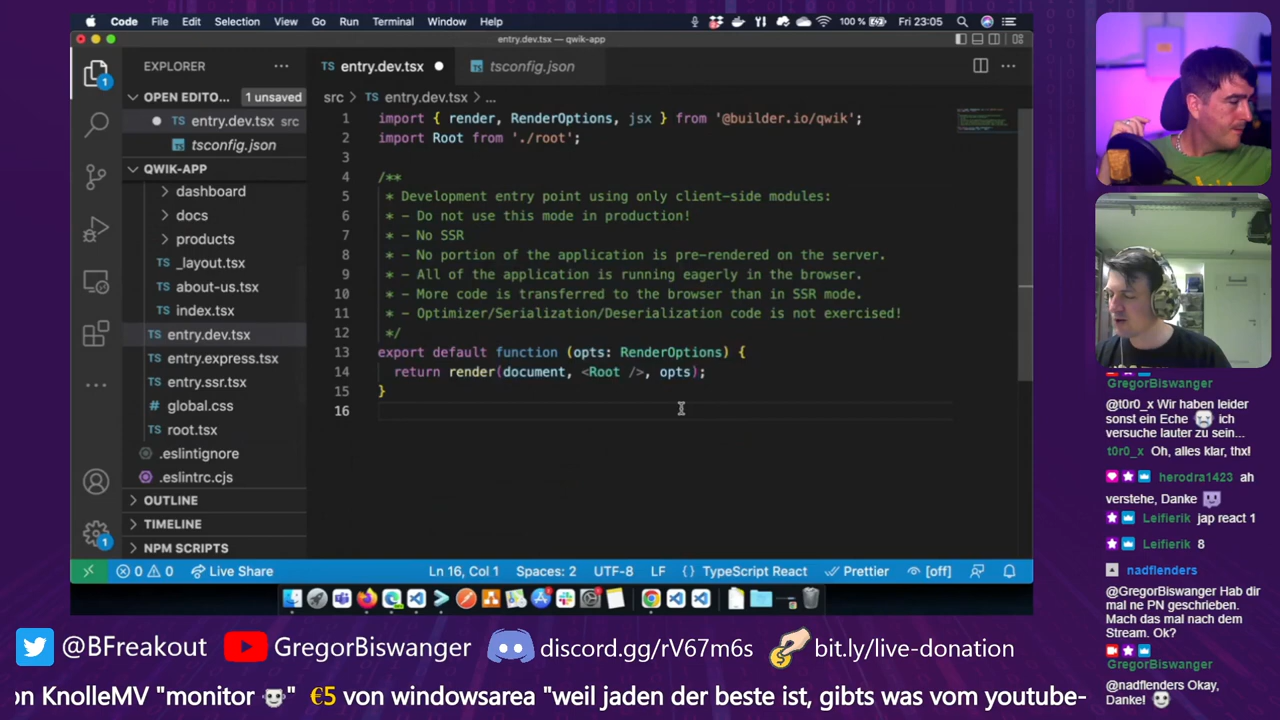 Code File Edit Selection View Go Run Terminal Window Help
100 % Fri 23:05
entry.dev.tsx — qwik-app
EXPLORER
OPEN EDITO... 1 unsaved
entry.dev.tsx src
tsconfig.json
QWIK-APP
dashboard
docs
products
TS _layout.tsx
TS about-us.tsx
TS index.tsx
TS entry.dev.tsx
TS entry.express.tsx
TS entry.ssr.tsx
# global.css
TS root.tsx
.eslintignore
.eslintrc.cjs
OUTLINE
TIMELINE
NPM SCRIPTS
1
1
TS entry.dev.tsx
tsconfig.json
src > TS entry.dev.tsx > ...
1 import { render, RenderOptions, jsx } from '@builder.io/qwik';
2 import Root from './root';
3
4 /**
5 * Development entry point using only client-side modules:
6 * - Do not use this mode in production!
7 * - No SSR
8 * - No portion of the application is pre-rendered on the server.
9 * - All of the application is running eagerly in the browser.
10 * - More code is transferred to the browser than in SSR mode.
11 * - Optimizer/Serialization/Deserialization code is not exercised!
12 */
13 export default function (opts: RenderOptions) {
14 return render(document, <Root />, opts);
15 }
16
0 0 Live Share Ln 16, Col 1 Spaces: 2 UTF-8 LF {} TypeScript React Prettier [off]
GregorBiswanger
@t0r0_x Wir haben leider
sonst ein Eche ich
versuche lauter zu sein...
t0r0_x Oh, alles klar, thx!
herodra1423 ah
verstehe, Danke
Leifierik jap react 1
Leifierik 8
nadflenders
@GregorBiswanger Hab dir
mal ne PN geschrieben.
Mach das mal nach dem
Stream. Ok?
GregorBiswanger
@nadflenders Okay,
Danke!
@BFreakout GregorBiswanger discord.gg/rV67m6s bit.ly/live-donation
on KnolleMV "monitor " €5 von windowsarea "weil jaden der beste ist, gibts was vom youtube-